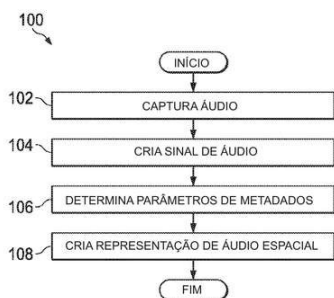 100
INÍCIO
102
CAPTURA ÁUDIO
104
CRIA SINAL DE ÁUDIO
106
DETERMINA PARÂMETROS DE METADADOS
108
CRIA REPRESENTAÇÃO DE ÁUDIO ESPACIAL
FIM